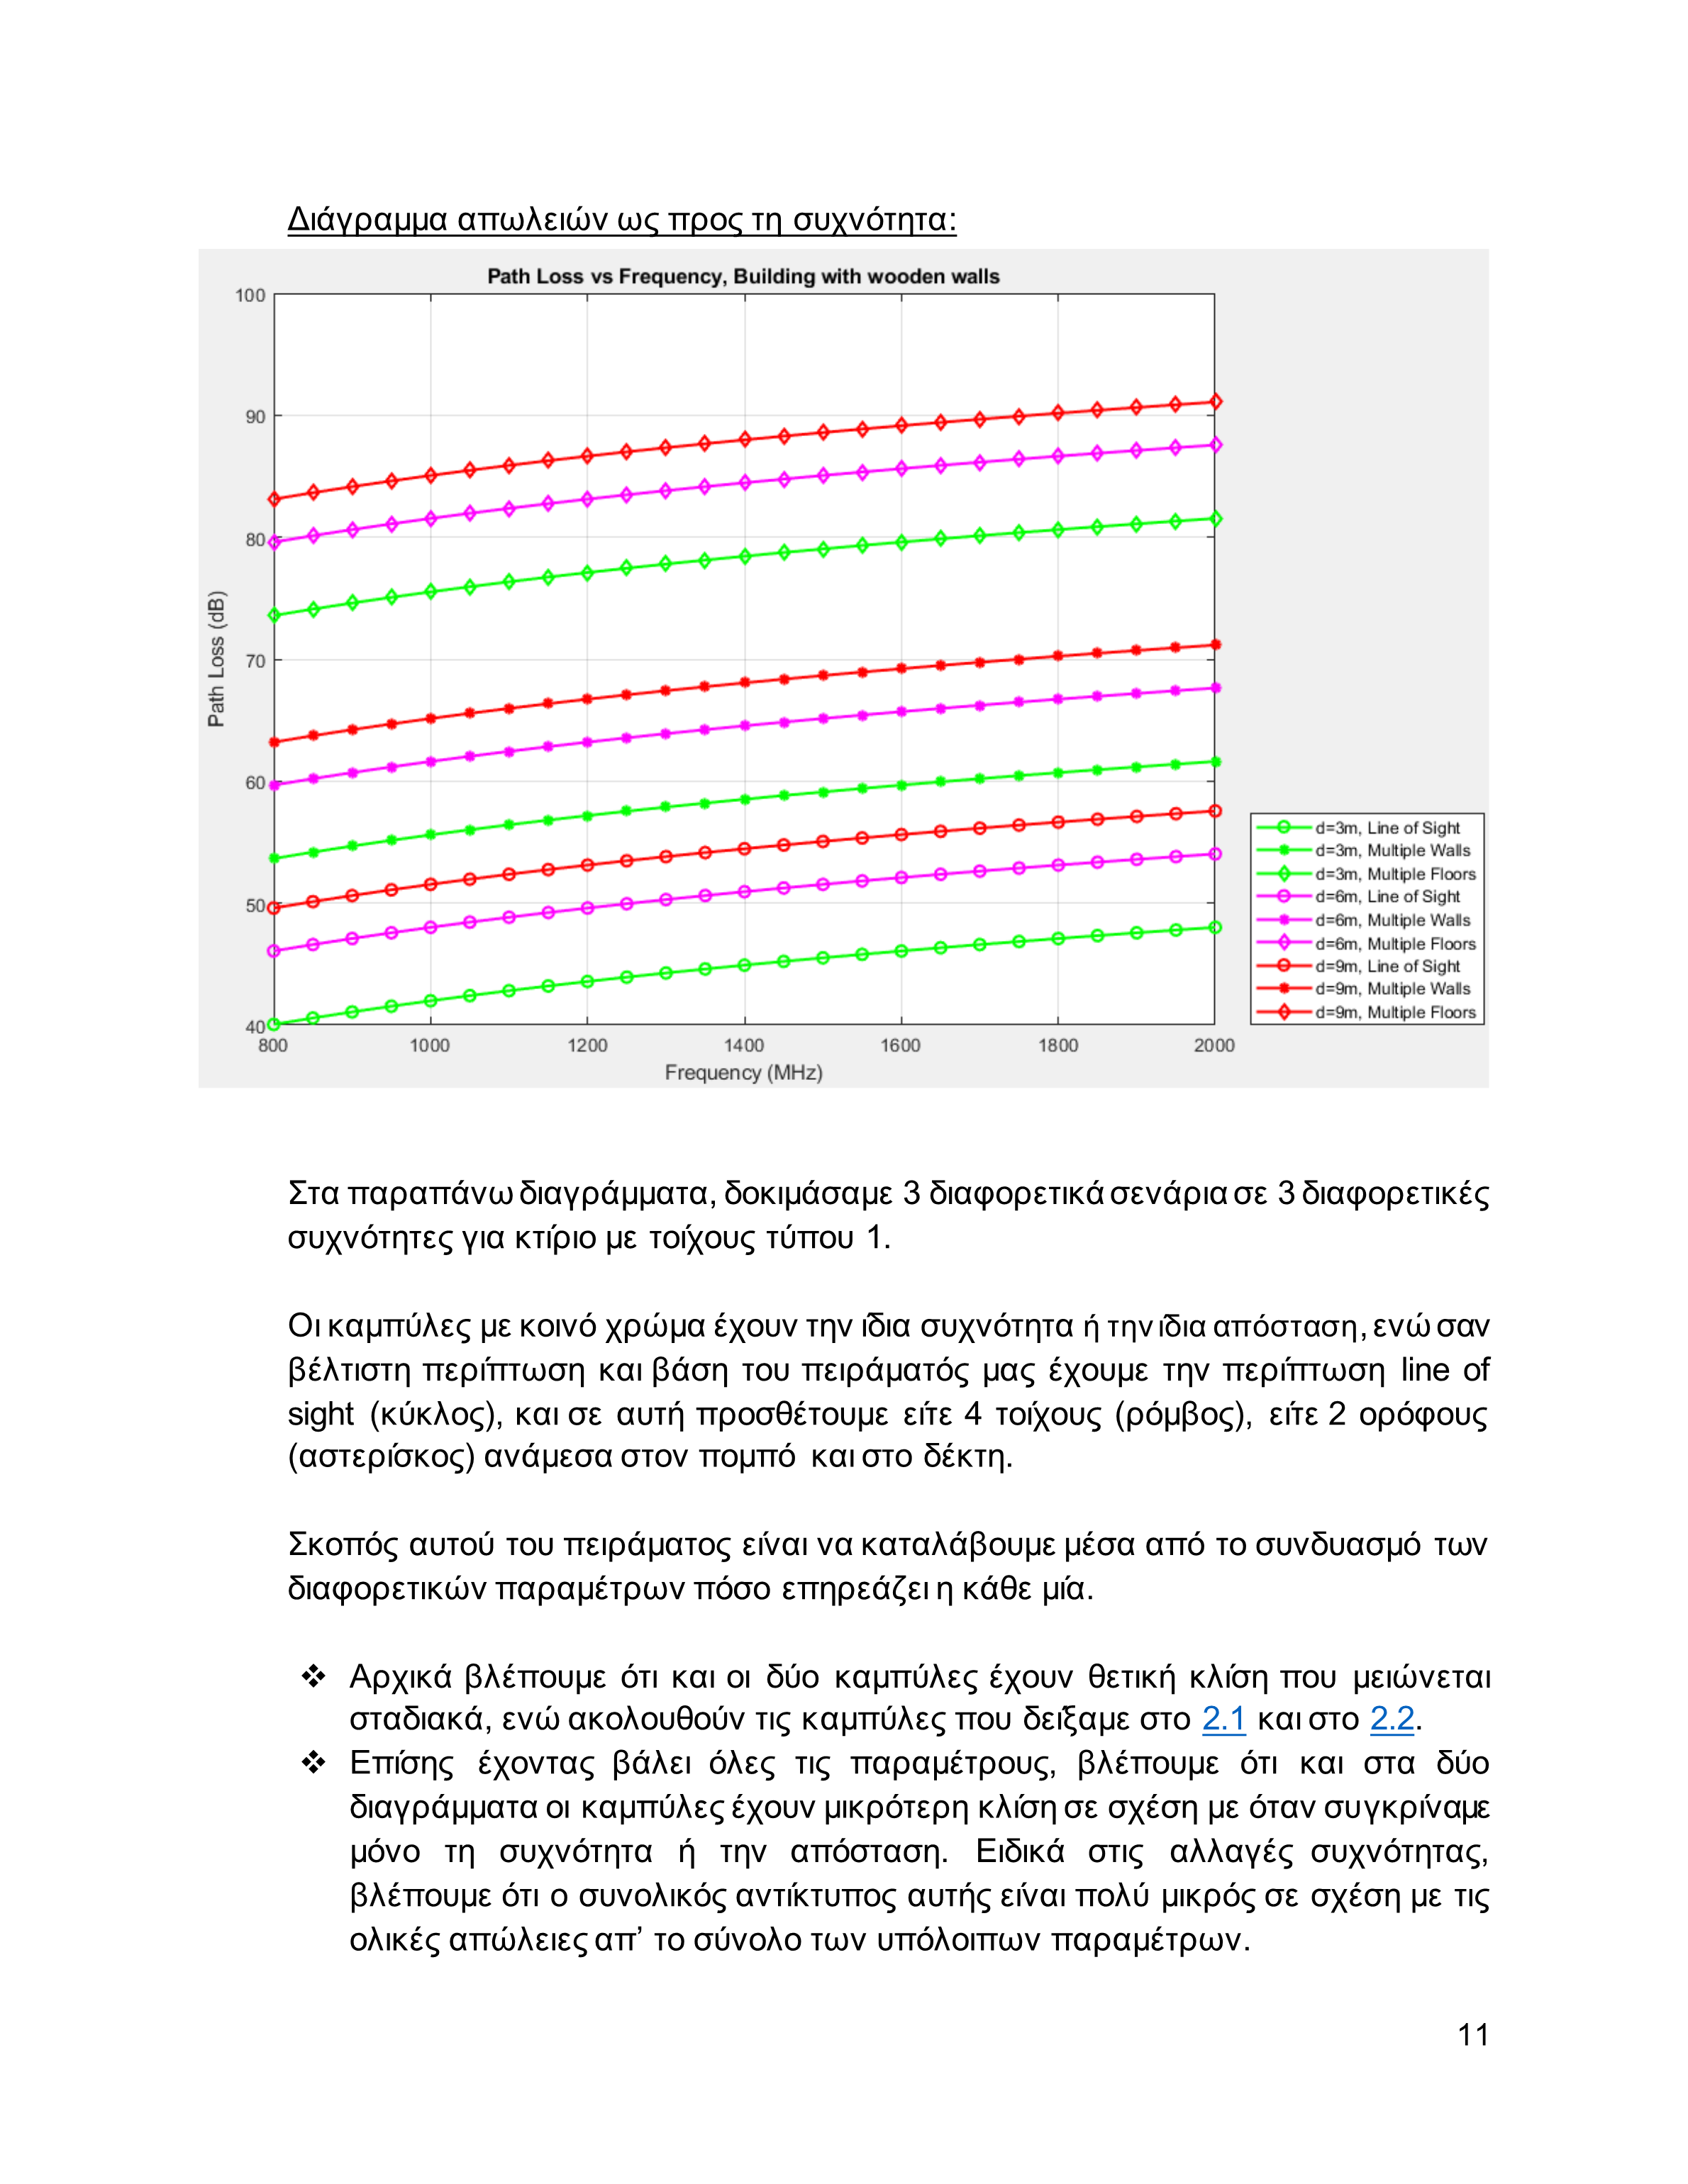 Διάγραμμα απωλειών ως προς τη συχνότητα:
Path Loss vs Frequency, Building with wooden walls
100
90
80
70
60
50
40
Path Loss (dB)
800 1000 1200 1400 1600 1800 2000
Frequency (MHz)
d=3m, Line of Sight
d=3m, Multiple Walls
d=3m, Multiple Floors
d=6m, Line of Sight
d=6m, Multiple Walls
d=6m, Multiple Floors
d=9m, Line of Sight
d=9m, Multiple Walls
d=9m, Multiple Floors
Στα παραπάνω διαγράμματα, δοκιμάσαμε 3 διαφορετικά σενάρια σε 3 διαφορετικές
συχνότητες για κτίριο με τοίχους τύπου 1.
Οι καμπύλες με κοινό χρώμα έχουν την ίδια συχνότητα ή την ίδια απόσταση, ενώ σαν
βέλτιστη περίπτωση και βάση του πειράματός μας έχουμε την περίπτωση line of
sight (κύκλος), και σε αυτή προσθέτουμε είτε 4 τοίχους (ρόμβος), είτε 2 ορόφους
(αστερίσκος) ανάμεσα στον πομπό και στο δέκτη.
Σκοπός αυτού του πειράματος είναι να καταλάβουμε μέσα από το συνδυασμό των
διαφορετικών παραμέτρων πόσο επηρεάζει η κάθε μία.
❖ Αρχικά βλέπουμε ότι και οι δύο καμπύλες έχουν θετική κλίση που μειώνεται
σταδιακά, ενώ ακολουθούν τις καμπύλες που δείξαμε στο 2.1 και στο 2.2.
❖ Επίσης έχοντας βάλει όλες τις παραμέτρους, βλέπουμε ότι και στα δύο
διαγράμματα οι καμπύλες έχουν μικρότερη κλίση σε σχέση με όταν συγκρίναμε
μόνο τη συχνότητα ή την απόσταση. Ειδικά στις αλλαγές συχνότητας,
βλέπουμε ότι ο συνολικός αντίκτυπος αυτής είναι πολύ μικρός σε σχέση με τις
ολικές απώλειες απ’ το σύνολο των υπόλοιπων παραμέτρων.
11